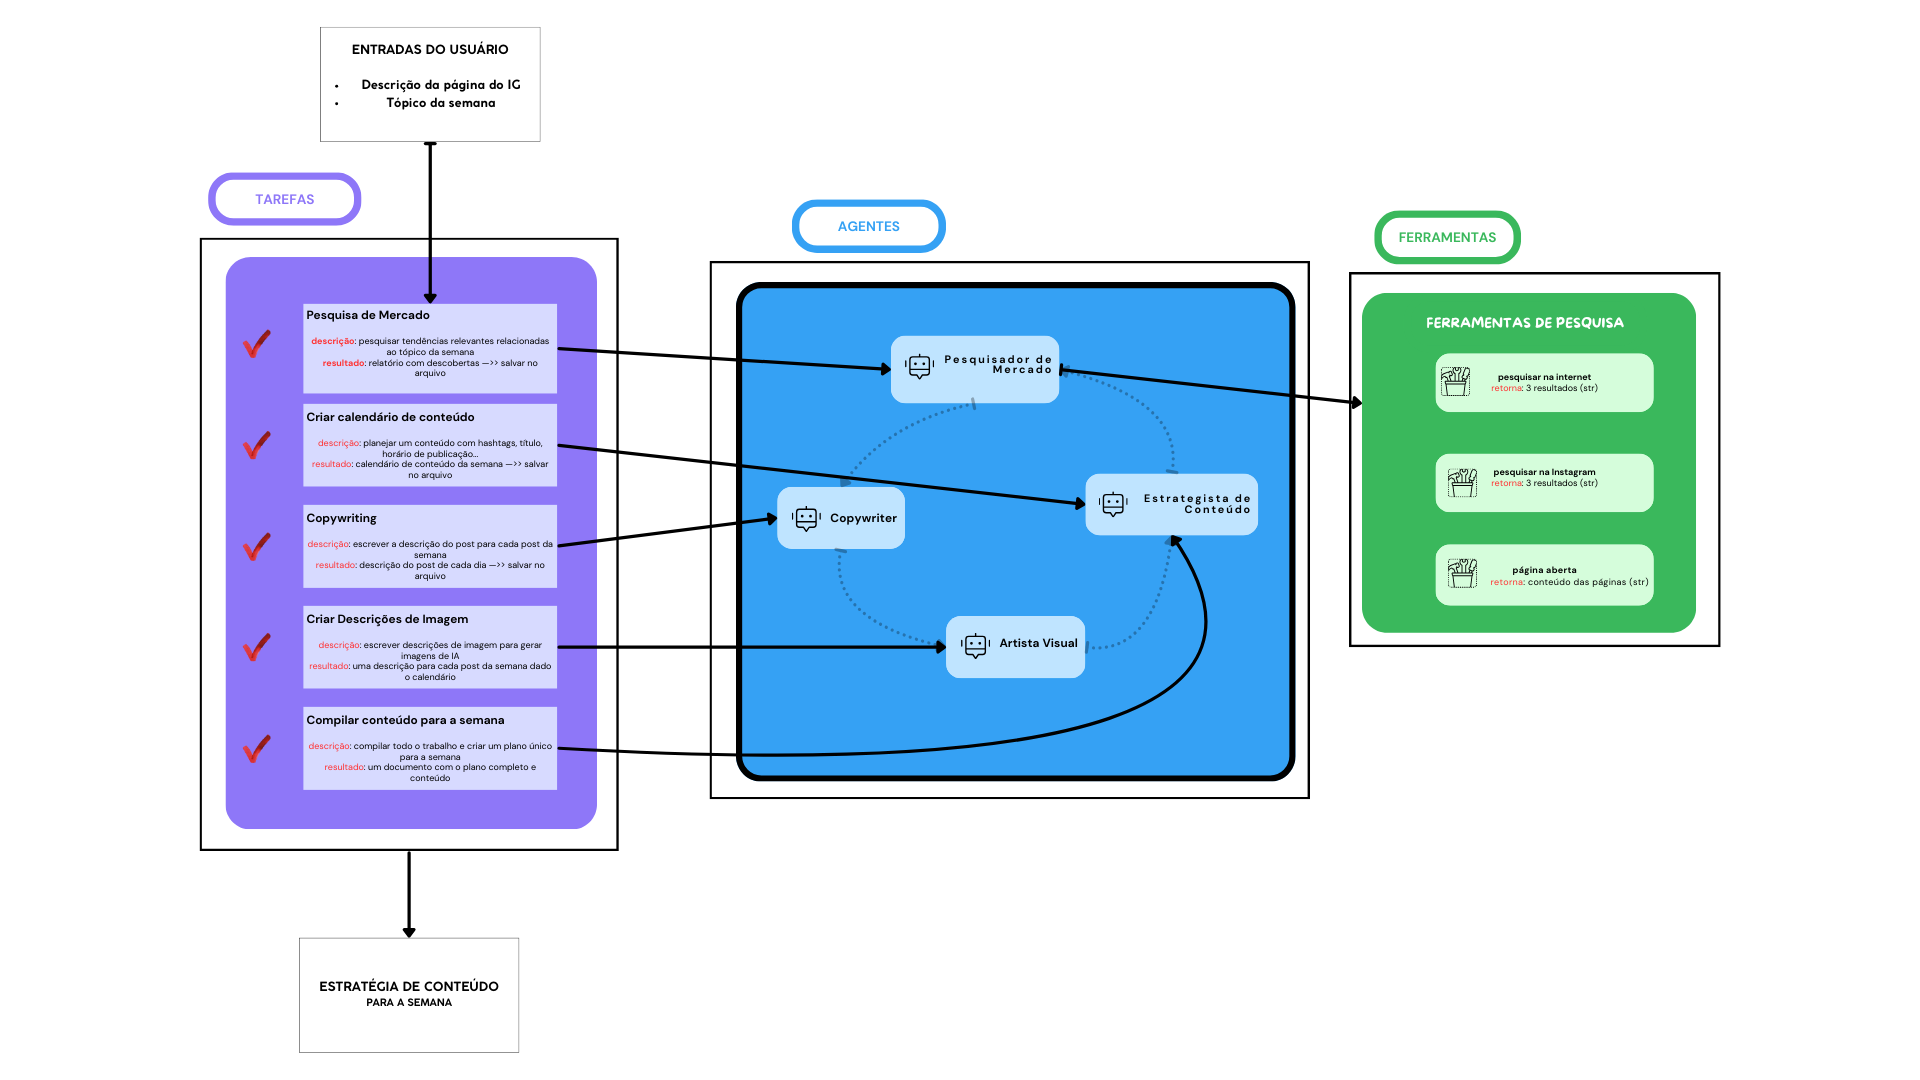 ENTRADAS DO USUÁRIO
• Descrição da página do IG
• Tópico da semana
TAREFAS
Pesquisa de Mercado
descrição: pesquisar tendências relevantes relacionadas
ao tópico da semana
resultado: relatório com descobertas —>> salvar no
arquivo
Criar calendário de conteúdo
descrição: planejar um conteúdo com hashtags, título,
horário de publicação...
resultado: calendário de conteúdo da semana —>> salvar
no arquivo
Copywriting
descrição: escrever a descrição do post para cada post da
semana
resultado: descrição do post de cada dia —>> salvar no
arquivo
Criar Descrições de Imagem
descrição: escrever descrições de imagem para gerar
imagens de IA
resultado: uma descrição para cada post da semana dado
o calendário
Compilar conteúdo para a semana
descrição: compilar todo o trabalho e criar um plano único
para a semana
resultado: um documento com o plano completo e
conteúdo
ESTRATÉGIA DE CONTEÚDO
PARA A SEMANA
AGENTES
Pesquisador de
Mercado
Copywriter
Estrategista de
Conteúdo
Artista Visual
FERRAMENTAS
FERRAMENTAS DE PESQUISA
pesquisar na internet
retorna: 3 resultados (str)
pesquisar na Instagram
retorna: 3 resultados (str)
página aberta
retorna: conteúdo das páginas (str)